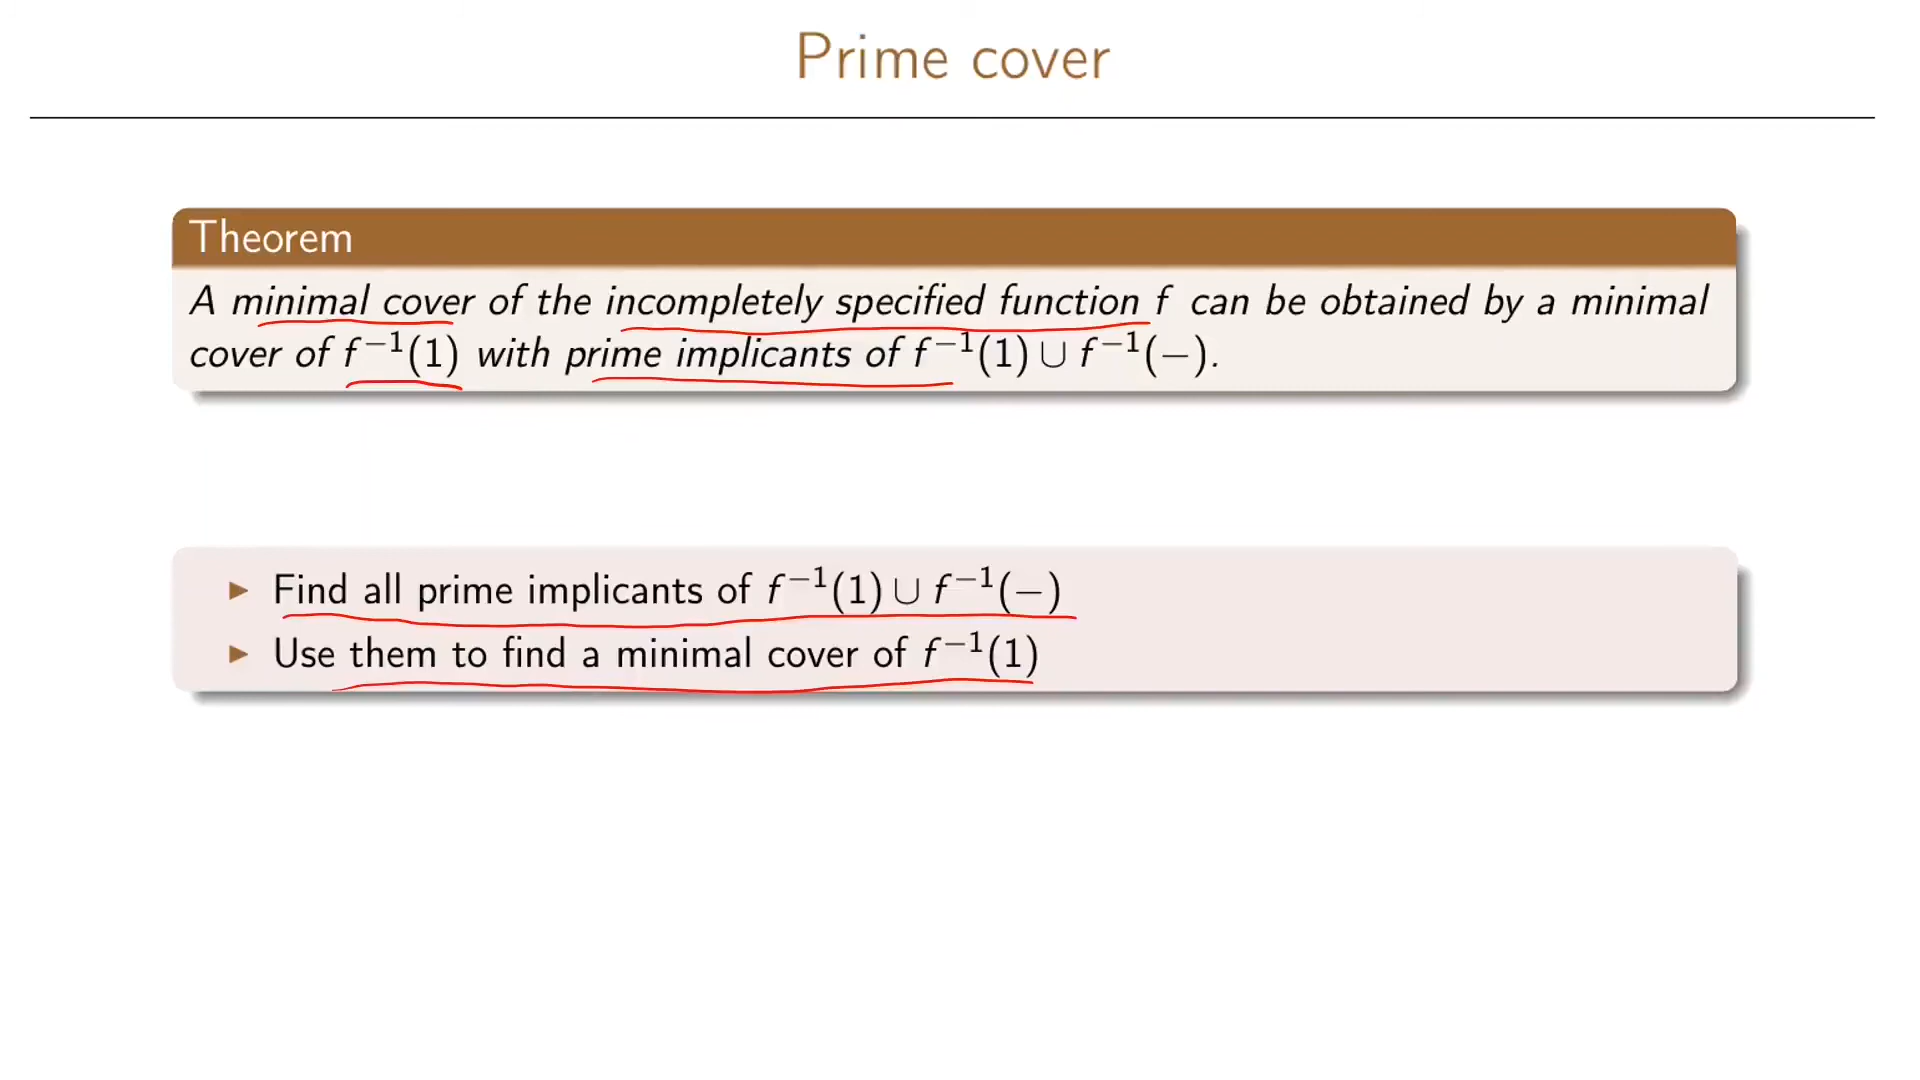 Prime cover
Theorem
A minimal cover of the incompletely specified function f can be obtained by a minimal
cover of f⁻¹(1) with prime implicants of f⁻¹(1) ∪ f⁻¹(−).
▶ Find all prime implicants of f⁻¹(1) ∪ f⁻¹(−)
▶ Use them to find a minimal cover of f⁻¹(1)